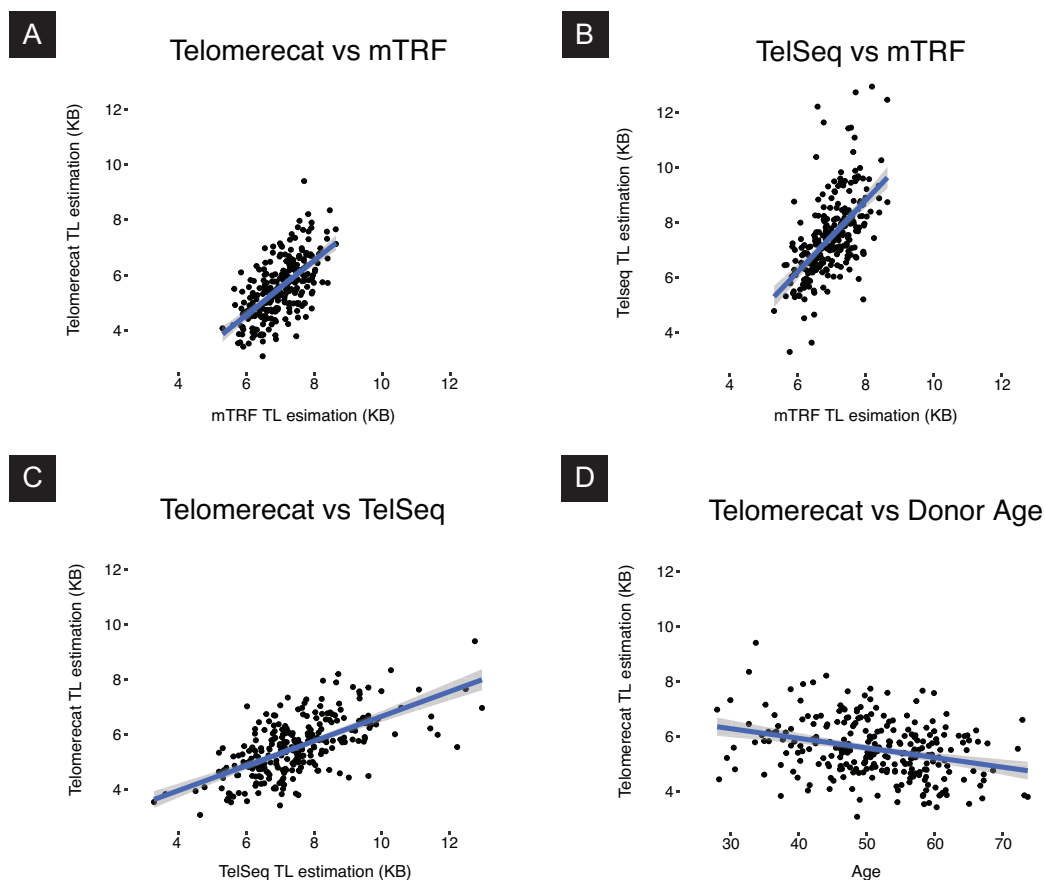 A
Telomerecat vs mTRF
Telomerecat TL estimation (KB)
12
10
8
6
4
4 6 8 10 12
mTRF TL esimation (KB)
B
TelSeq vs mTRF
Telseq TL estimation (KB)
12
10
8
6
4
4 6 8 10 12
mTRF TL esimation (KB)
C
Telomerecat vs TelSeq
Telomerecat TL estimation (KB)
12
10
8
6
4
4 6 8 10 12
TelSeq TL estimation (KB)
D
Telomerecat vs Donor Age
Telomerecat TL estimation (KB)
12
10
8
6
4
30 40 50 60 70
Age